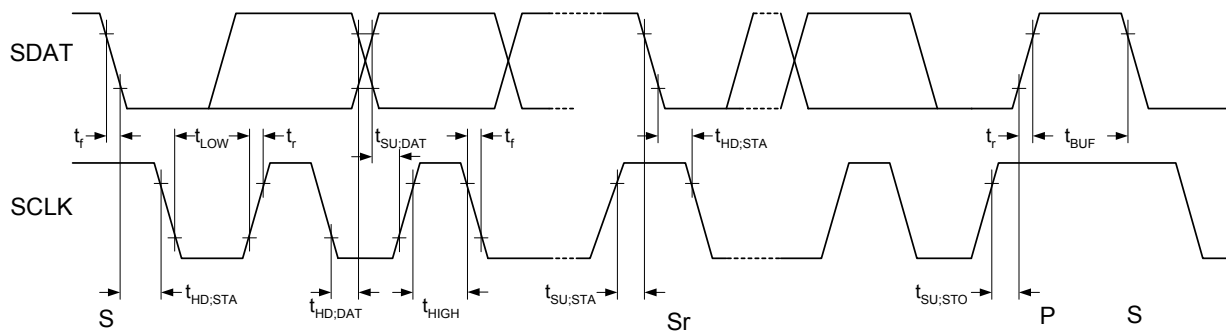 SDAT
t_f t_LOW t_r t_SU;DAT t_f t_HD;STA t_r t_BUF
SCLK
t_HD;STA t_HD;DAT t_HIGH t_SU;STA t_SU;STO
S Sr P S